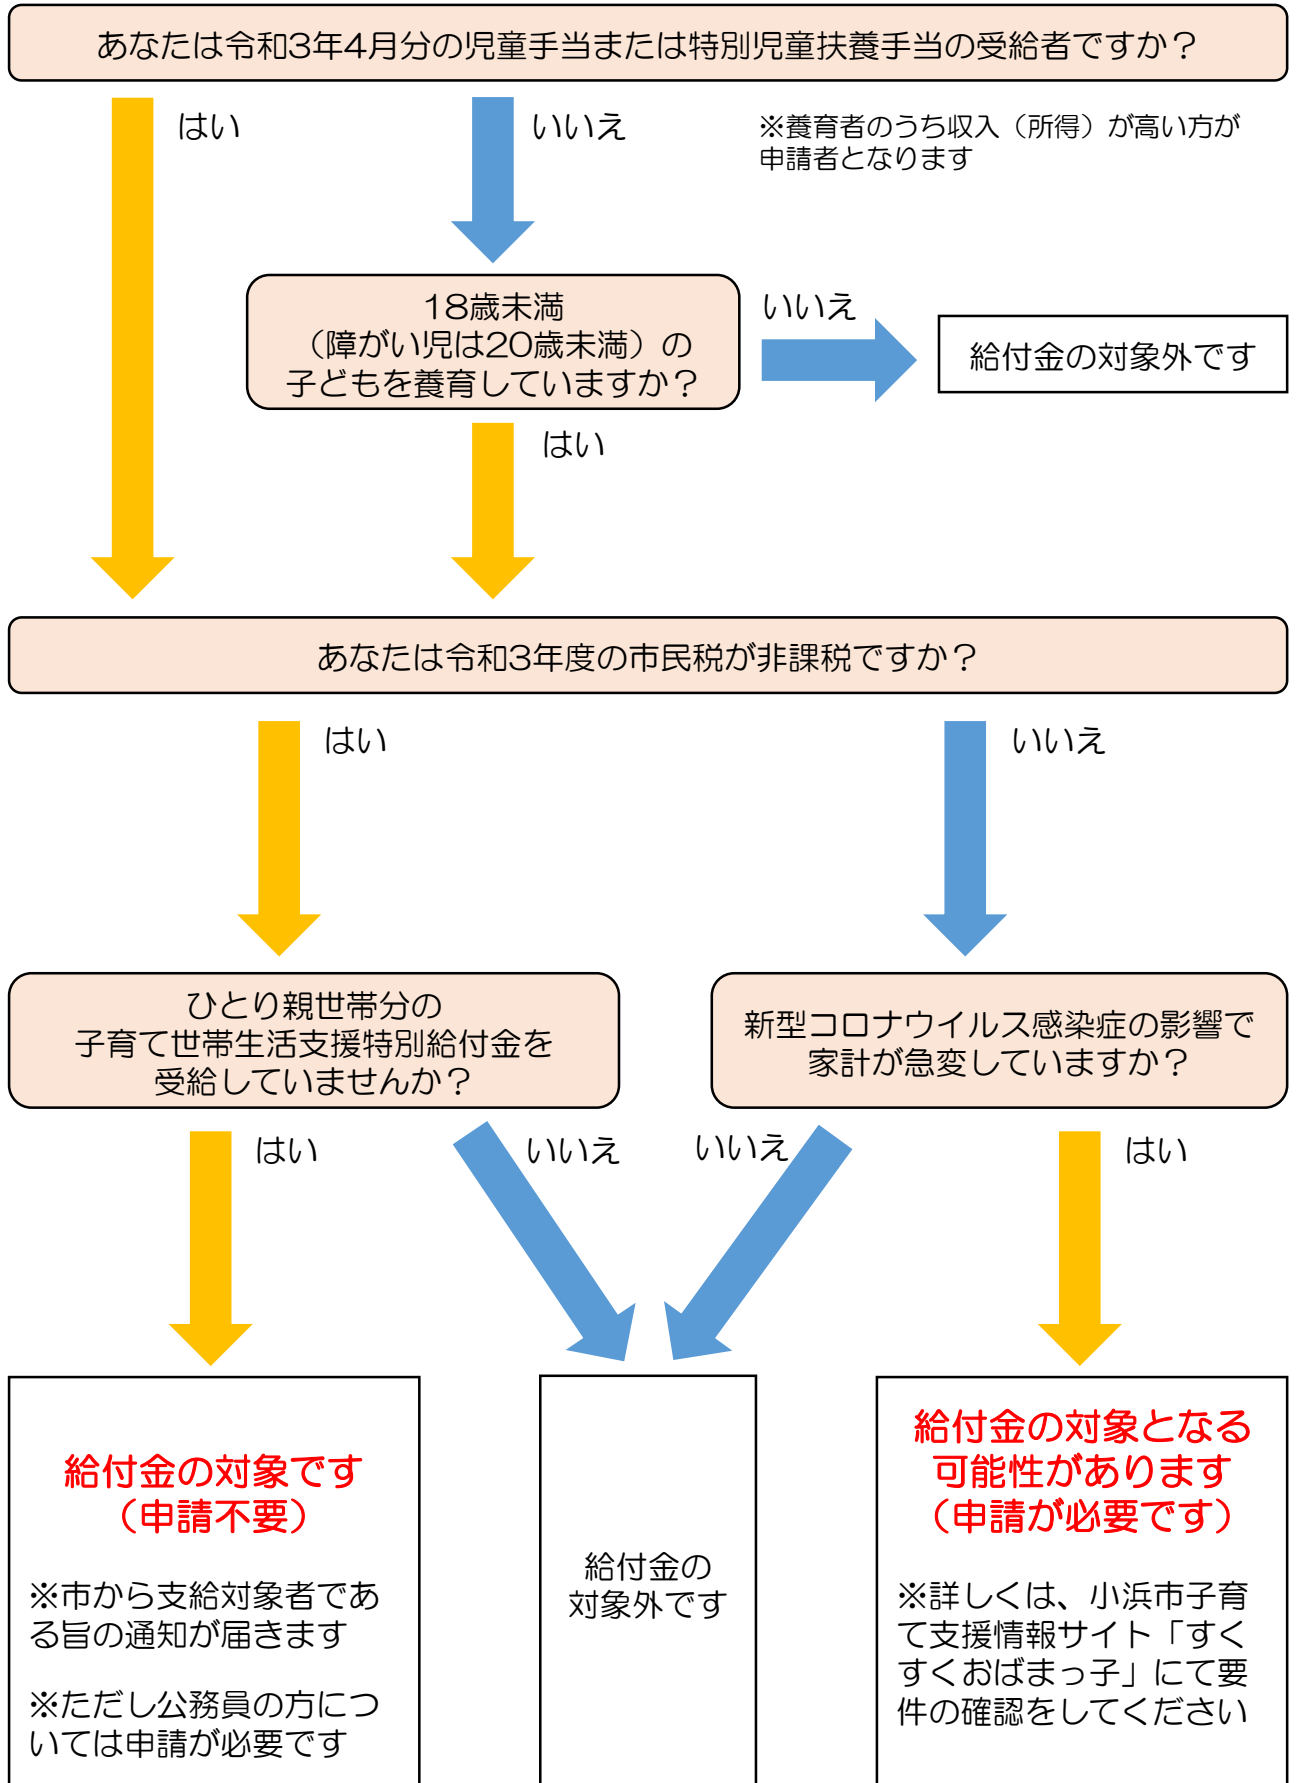 あなたは令和3年4月分の児童手当または特別児童扶養手当の受給者ですか？
はい
いいえ
※養育者のうち収入（所得）が高い方が
申請者となります
18歳未満
（障がい児は20歳未満）の
子どもを養育していますか？
いいえ
給付金の対象外です
はい
あなたは令和3年度の市民税が非課税ですか？
はい
いいえ
ひとり親世帯分の
子育て世帯生活支援特別給付金を
受給していませんか？
新型コロナウイルス感染症の影響で
家計が急変していますか？
はい
いいえ
いいえ
はい
給付金の対象です
（申請不要）
※市から支給対象者であ
る旨の通知が届きます
※ただし公務員の方につ
いては申請が必要です
給付金の
対象外です
給付金の対象となる
可能性があります
（申請が必要です）
※詳しくは、小浜市子育
て支援情報サイト「すく
すくおばまっ子」にて要
件の確認をしてください